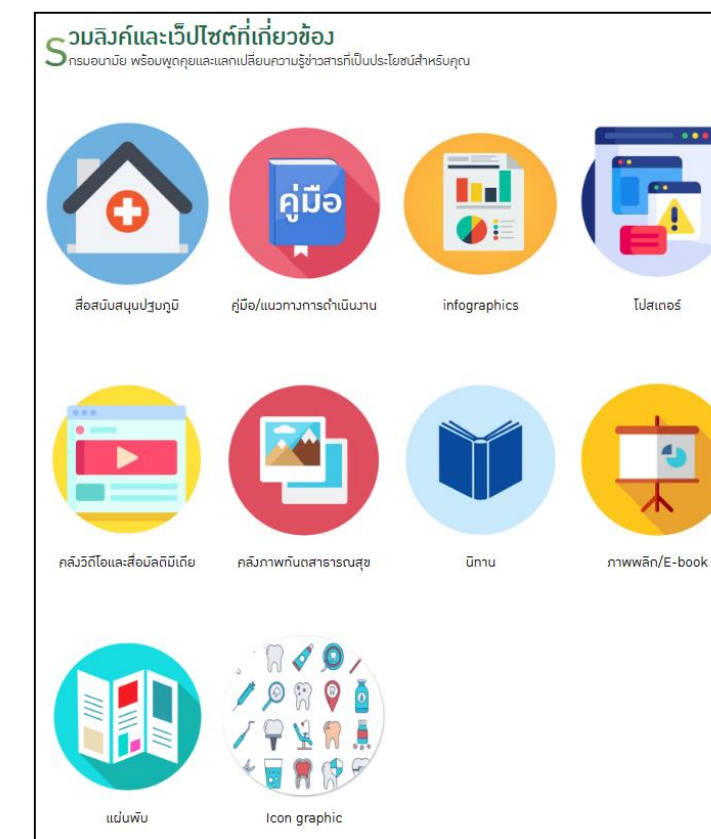 รวมลิงค์และเว็ปไซต์ที่เกี่ยวข้อง
กรมอนามัย พร้อมพูดคุยและแลกเปลี่ยนความรู้ข่าวสารที่เป็นประโยชน์สำหรับคุณ
คู่มือ
สื่อสนับสนุนปฐมภูมิ
คู่มือ/แนวทางการดำเนินงาน
infographics
โปสเตอร์
คลังวิดีโอและสื่อมัลติมีเดีย
คลังภาพทันตสาธารณสุข
นิทาน
ภาพพลิก/E-book
แผ่นพับ
Icon graphic